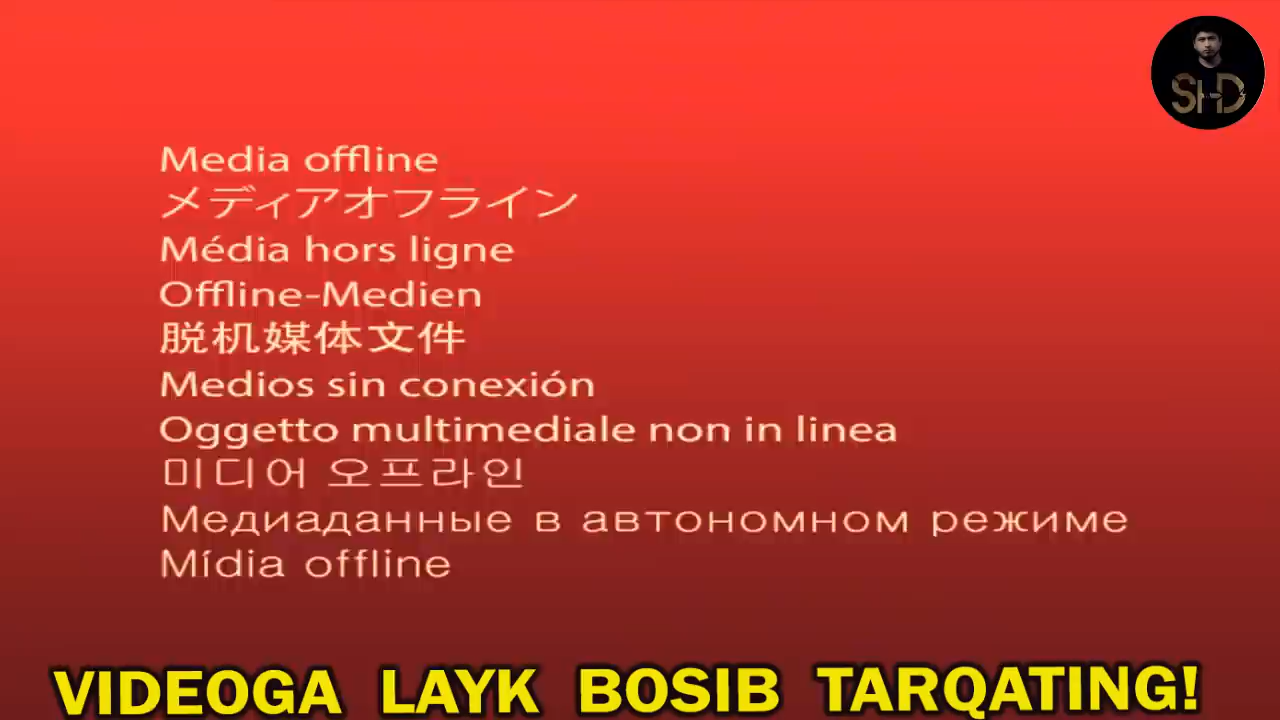 SHD
Media offline
メディアオフライン
Média hors ligne
Offline-Medien
脱机媒体文件
Medios sin conexión
Oggetto multimediale non in linea
미디어 오프라인
Медиаданные в автономном режиме
Mídia offline
VIDEOGA LAYK BOSIB TARQATING!